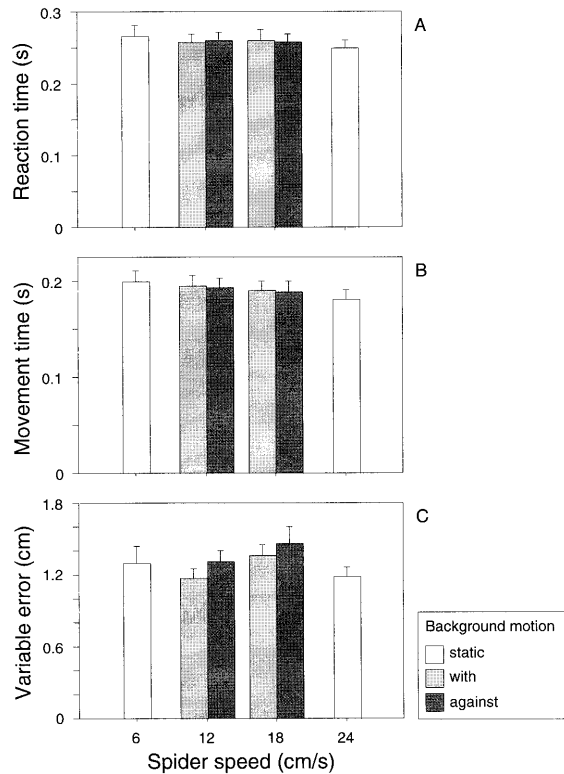 A
Reaction time (s)
0.3
0.2
0.1
0
B
Movement time (s)
0.2
0.1
0
C
Variable error (cm)
1.8
1.2
0.6
0
6 12 18 24
Spider speed (cm/s)
Background motion
static
with
against